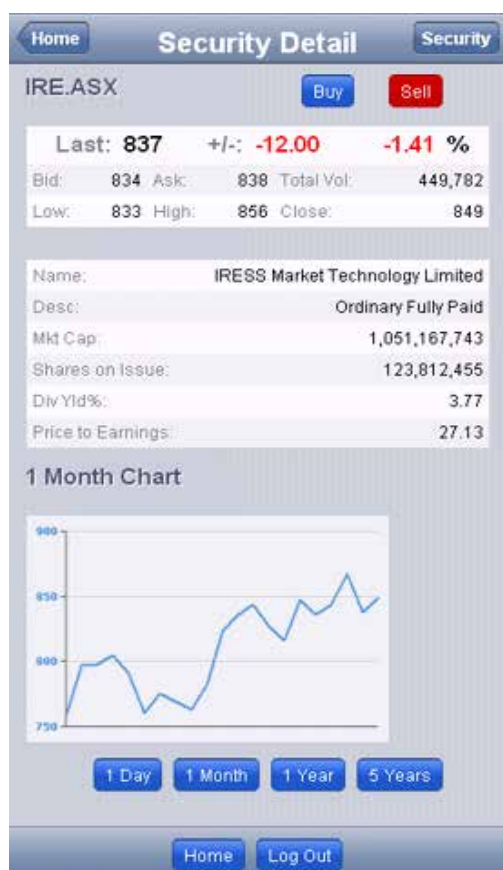 Home Security Detail Security
IRE.ASX Buy Sell
Last: 837 +/-: -12.00 -1.41 %
Bid: 834 Ask: 838 Total Vol: 449,782
Low: 833 High: 856 Close: 849
Name: IRESS Market Technology Limited
Desc: Ordinary Fully Paid
Mkt Cap: 1,051,167,743
Shares on Issue: 123,812,455
Div Yld%: 3.77
Price to Earnings: 27.13
1 Month Chart
900
850
800
750
1 Day 1 Month 1 Year 5 Years
Home Log Out